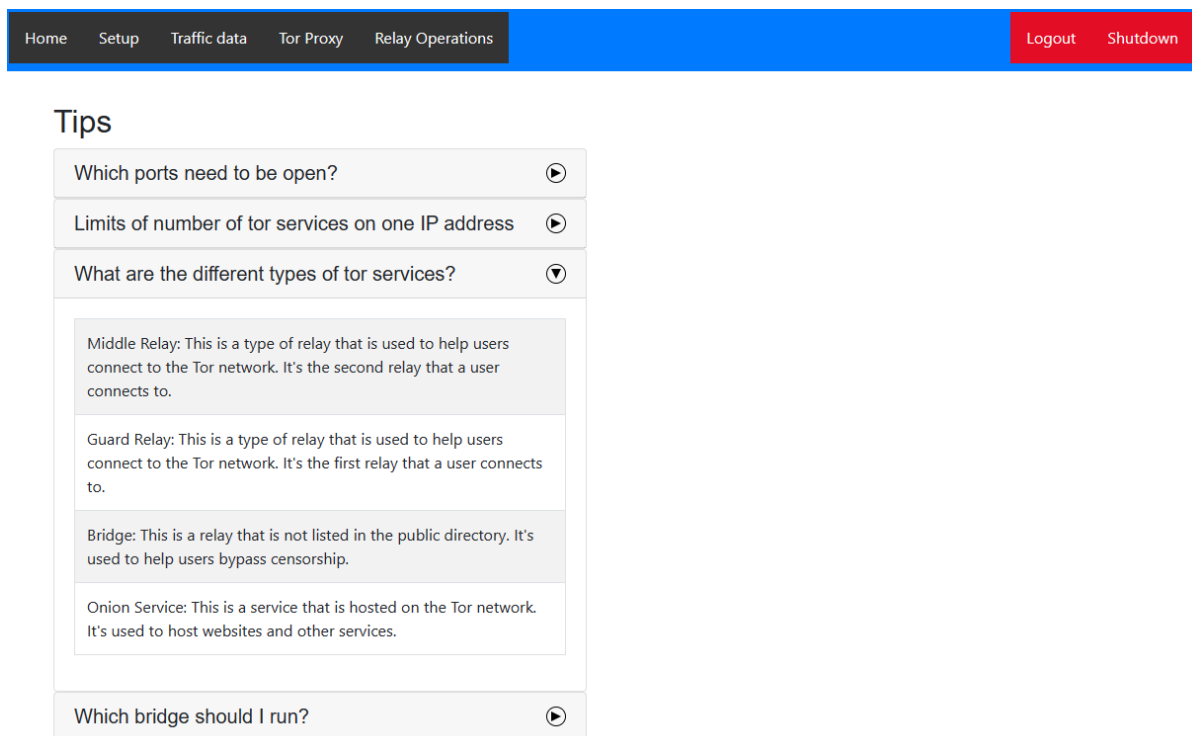 Home Setup Traffic data Tor Proxy Relay Operations Logout Shutdown
Tips
Which ports need to be open?
Limits of number of tor services on one IP address
What are the different types of tor services?
Middle Relay: This is a type of relay that is used to help users
connect to the Tor network. It's the second relay that a user
connects to.
Guard Relay: This is a type of relay that is used to help users
connect to the Tor network. It's the first relay that a user connects
to.
Bridge: This is a relay that is not listed in the public directory. It's
used to help users bypass censorship.
Onion Service: This is a service that is hosted on the Tor network.
It's used to host websites and other services.
Which bridge should I run?